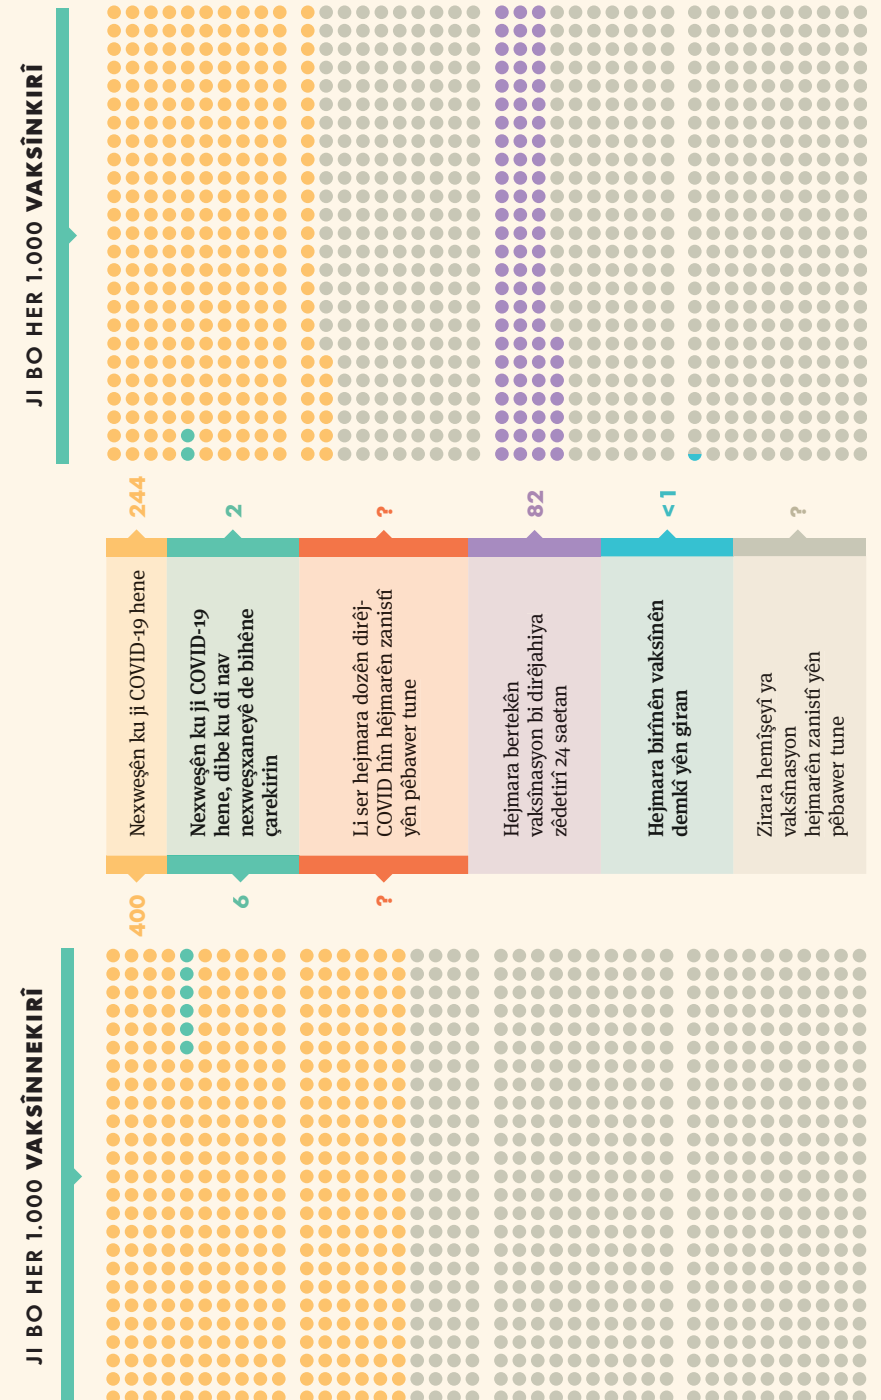 JI BO HER 1.000 VAKSÎNNEKIRÎ
JI BO HER 1.000 VAKSÎNKIRÎ
400
Nexweşên ku ji COVID-19 hene
244
6
Nexweşên ku ji COVID-19
hene, dibe ku di nav
nexweşxaneyê de bihêne
çarekirin
2
?
Li ser hejmara dozên dirêj-
COVID hîn hêjmarên zanistî
yên pêbawer tune
?
Hejmara bertekên
vaksînasyon bi dirêjahiya
zêdetirî 24 saetan
82
Hejmara birînên vaksînên
demkî yên giran
<1
Zirara hemîşeyî ya
vaksînasyon
hejmarên zanistî yên
pêbawer tune
?